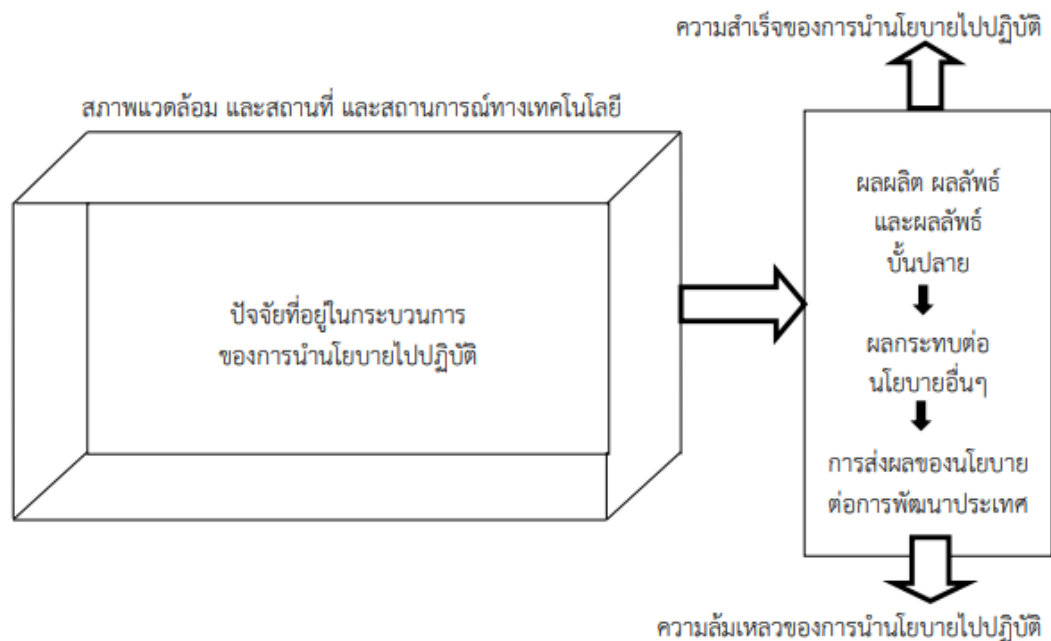 ความสำเร็จของการนำนโยบายไปปฏิบัติ
สภาพแวดล้อม และสถานที่ และสถานการณ์ทางเทคโนโลยี
ปัจจัยที่อยู่ในกระบวนการ
ของการนำนโยบายไปปฏิบัติ
ผลผลิต ผลลัพธ์
และผลลัพธ์
บั้นปลาย
ผลกระทบต่อ
นโยบายอื่นๆ
การส่งผลของนโยบาย
ต่อการพัฒนาประเทศ
ความล้มเหลวของการนำนโยบายไปปฏิบัติ